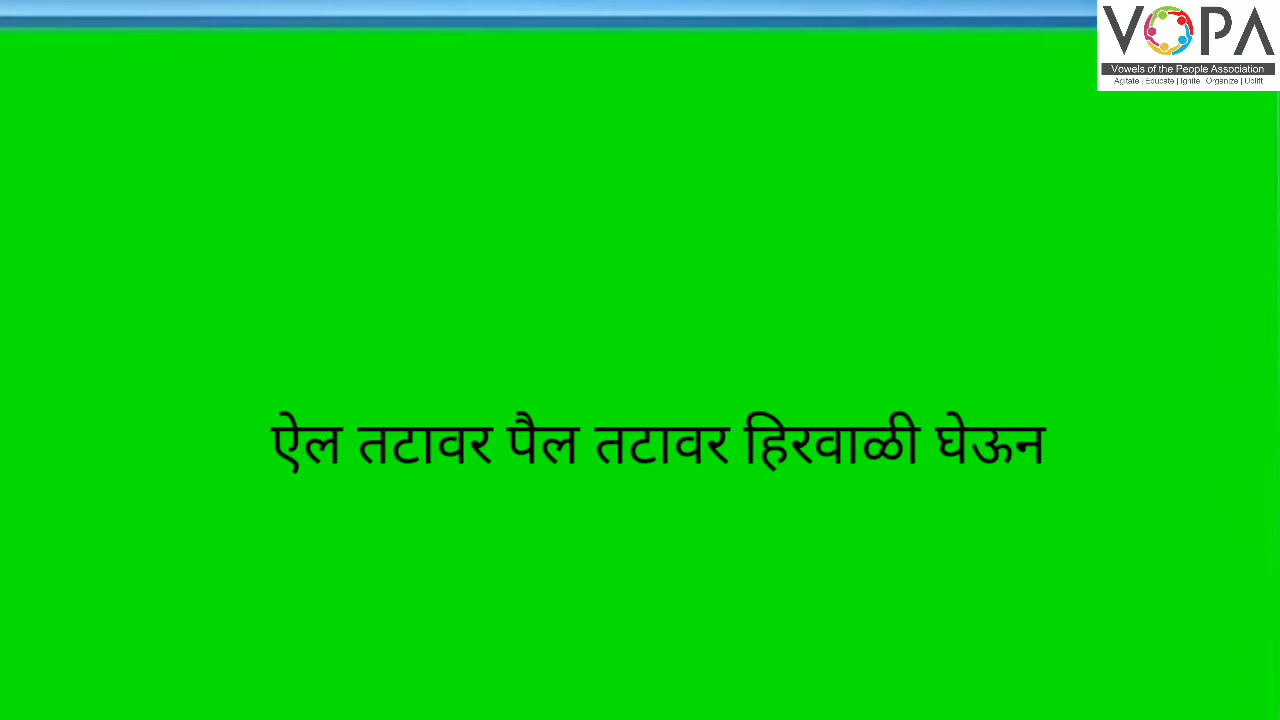 VOPA
Vowels of the People Association
Agitate | Educate | Ignite | Organize | Uplift
ऐल तटावर पैल तटावर हिरवाळी घेऊन